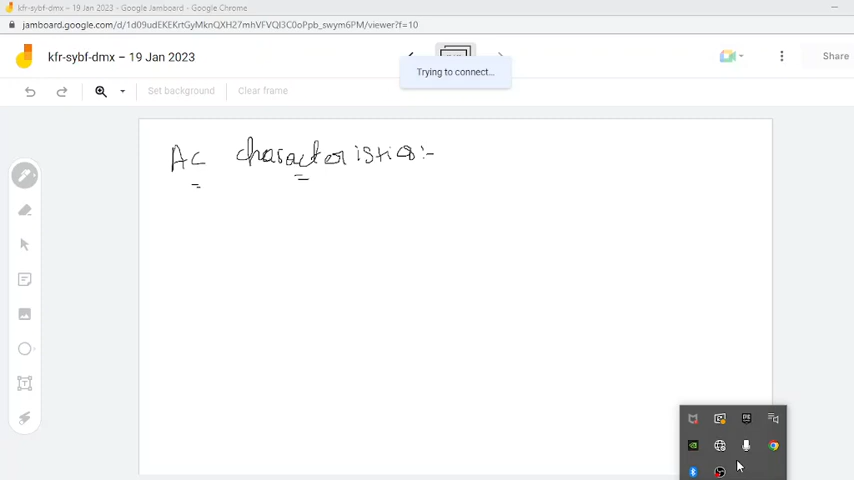 kfr-sybf-dmx – 19 Jan 2023 - Google Jamboard - Google Chrome
jamboard.google.com/d/1d09udEKEKrtGyMknQXH27mhVFVQI3C0oPpb_swym6PM/viewer?f=10
kfr-sybf-dmx – 19 Jan 2023
Share
Trying to connect...
Set background
Clear frame
AC characteristics:-